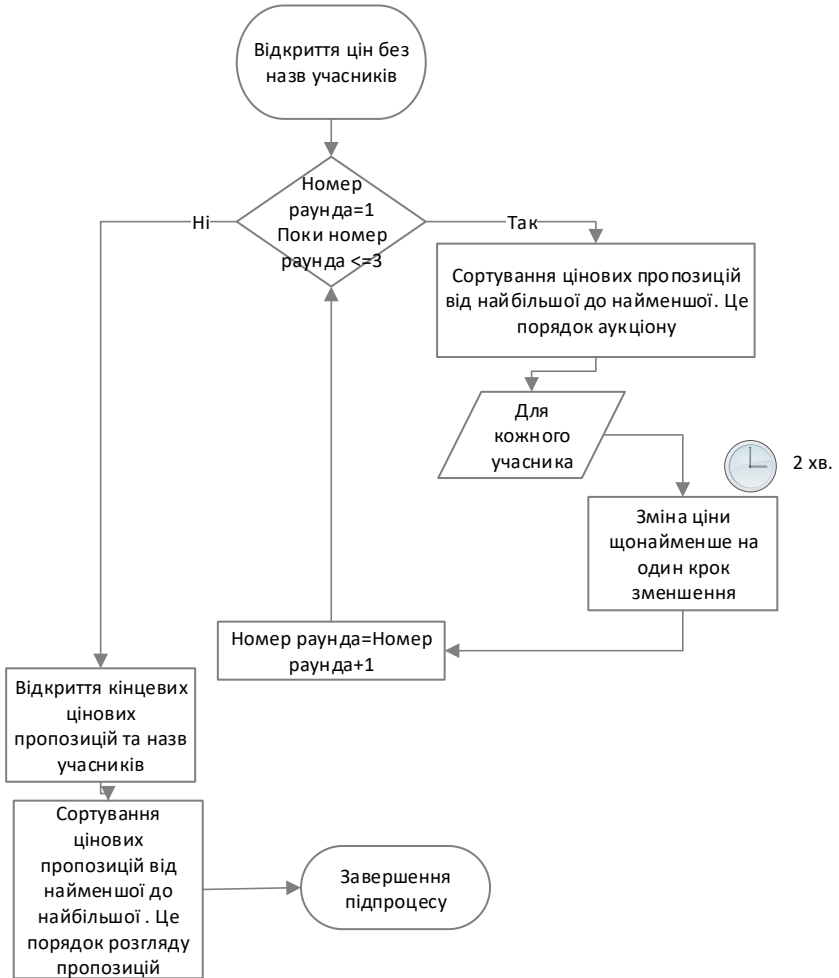 Відкриття цін без
назв учасників
Номер
раунда=1
Поки номер
раунда <=3
Ні
Так
Сортування цінових пропозицій
від найбільшої до найменшої. Це
порядок аукціону
Для
кожного
учасника
2 хв.
Зміна ціни
щонайменше на
один крок
зменшення
Номер раунда=Номер
раунда+1
Відкриття кінцевих
цінових
пропозицій та назв
учасників
Сортування
цінових
пропозицій від
найменшої до
найбільшої . Це
порядок розгляду
пропозицій
Завершення
підпроцесу